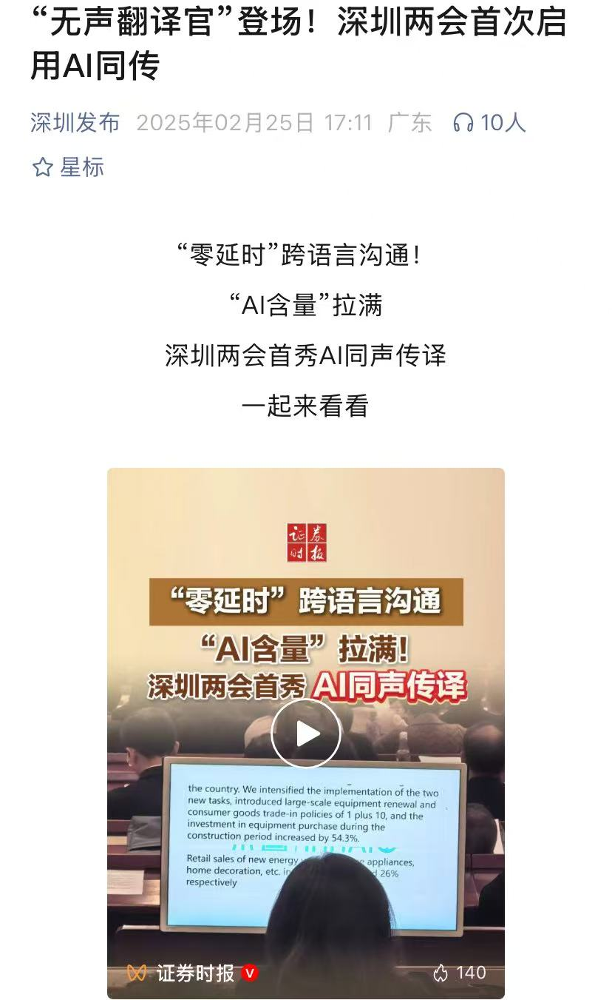 “无声翻译官”登场！深圳两会首次启
用AI同传
深圳发布 2025年02月25日 17:11 广东 10人
星标
“零延时”跨语言沟通！
“AI含量”拉满
深圳两会首秀AI同声传译
一起来看看
证券
时报
“零延时”跨语言沟通
“AI含量”拉满!
深圳两会首秀AI同声传译
the country. We intensified the implementation of the two
new tasks, introduced large-scale equipment renewal and
consumer goods trade-in policies of 1 plus 10, and the
investment in equipment purchase during the
construction period increased by 54.3%.
Retail sales of new energy appliances,
home decoration, etc. 26%
respectively
证券时报 V 140